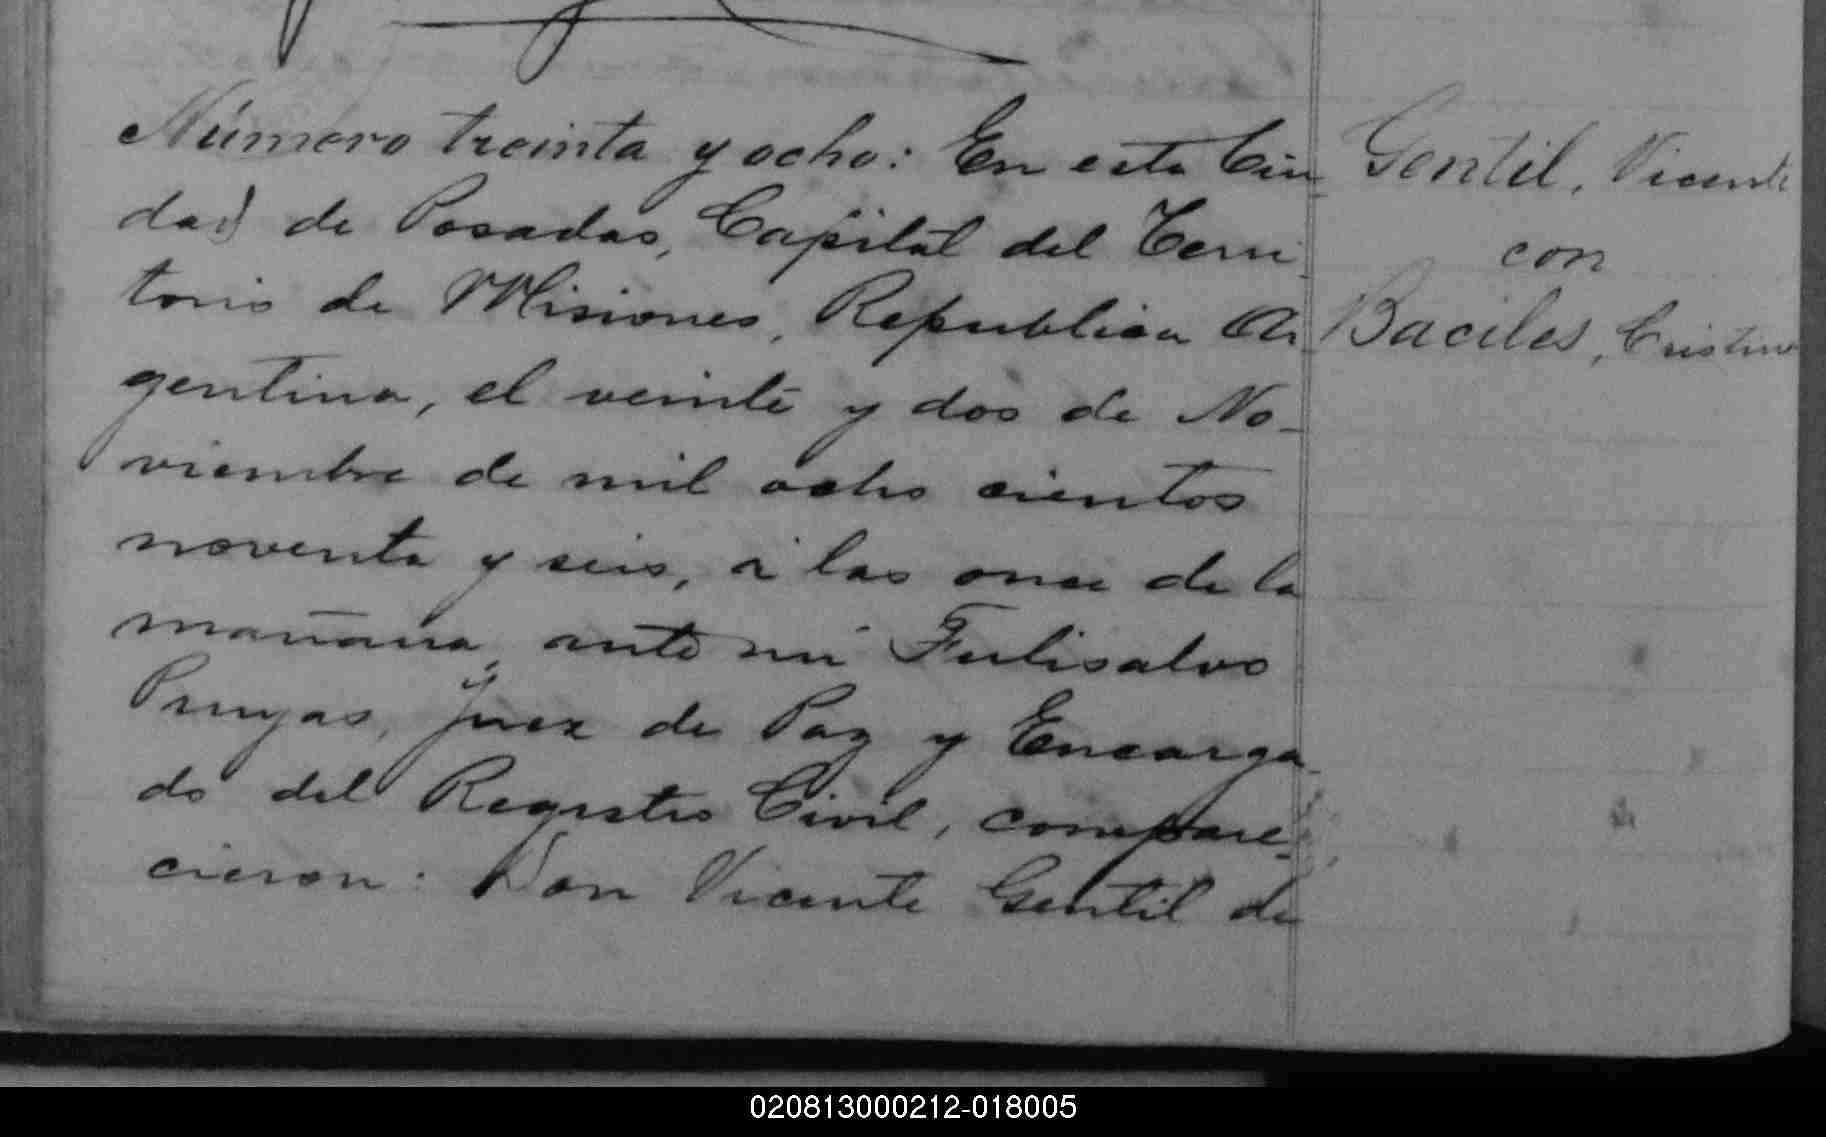 Número treinta y ocho: En esta Ciu-
dad de Posadas, Capital del Terri-
torio de Misiones, Republica Ar-
gentina, el veinte y dos de No-
viembre de mil ocho cientos
noventa y seis, á las once de la
mañana, ante mi Fulisalvo
Pruyas, Juez de Paz y Encarga-
do del Registro Civil, compare-
cieron: Don Vicente Gentil de
Gentil, Vicente
con
Baciles, Cristina
020813000212-018005